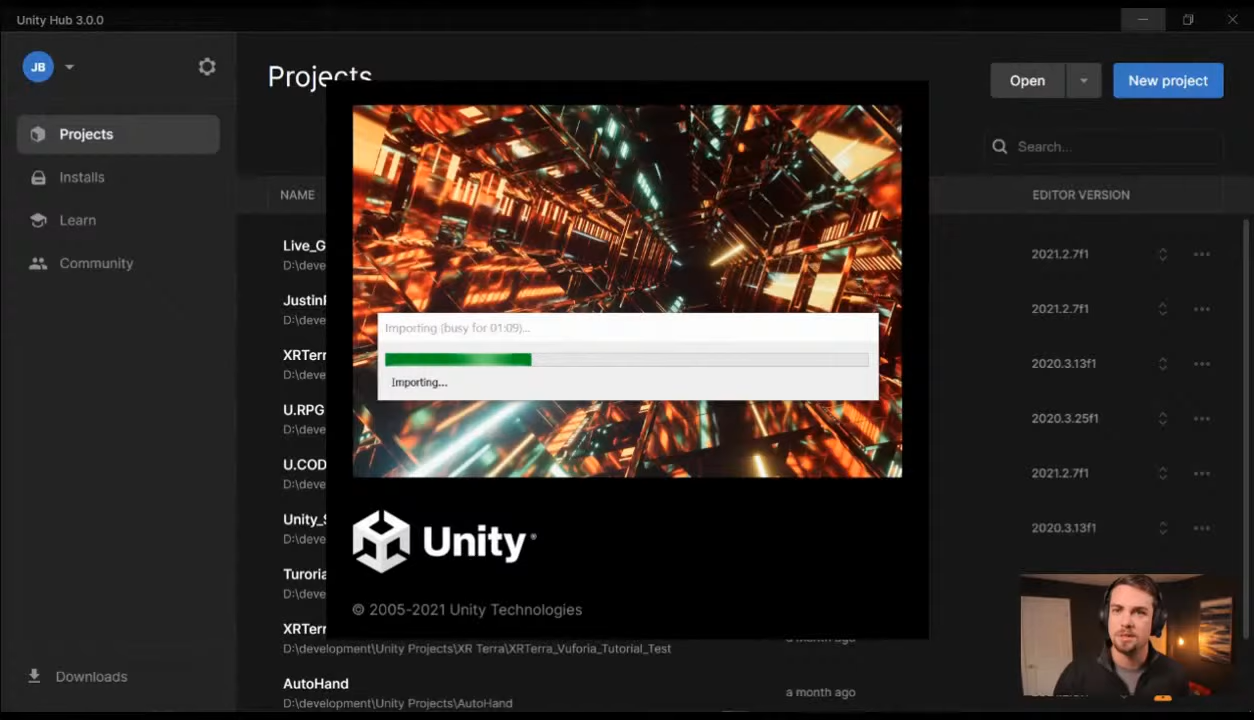 Unity Hub 3.0.0
JB
Projects
Open
New project
Projects
Search...
Installs
NAME
EDITOR VERSION
Learn
Live_G
D:\deve
2021.2.7f1
Community
JustinF
D:\deve
2021.2.7f1
XRTerr
D:\deve
2020.3.13f1
Importing (busy for 01:09)...
Importing...
U.RPG
D:\deve
2020.3.25f1
U.COD
D:\deve
2021.2.7f1
Unity_S
D:\deve
2020.3.13f1
Unity
Turoria
D:\deve
© 2005-2021 Unity Technologies
XRTerr
a month ago
D:\development\Unity Projects\XR Terra\XRTerra_Vuforia_Tutorial_Test
Downloads
AutoHand
a month ago
D:\development\Unity Projects\AutoHand